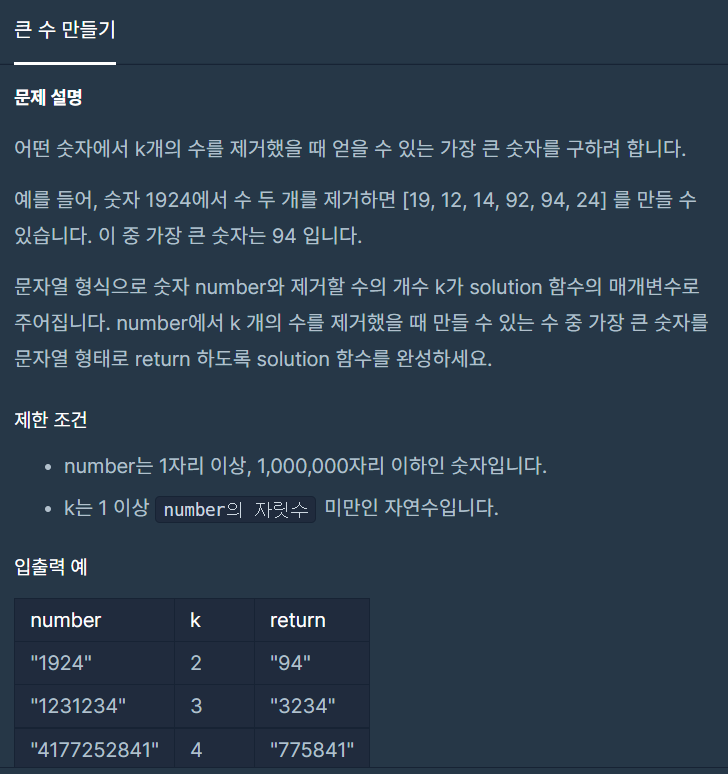 큰 수 만들기
문제 설명
어떤 숫자에서 k개의 수를 제거했을 때 얻을 수 있는 가장 큰 숫자를 구하려 합니다.
예를 들어, 숫자 1924에서 수 두 개를 제거하면 [19, 12, 14, 92, 94, 24] 를 만들 수
있습니다. 이 중 가장 큰 숫자는 94 입니다.
문자열 형식으로 숫자 number와 제거할 수의 개수 k가 solution 함수의 매개변수로
주어집니다. number에서 k 개의 수를 제거했을 때 만들 수 있는 수 중 가장 큰 숫자를
문자열 형태로 return 하도록 solution 함수를 완성하세요.
제한 조건
• number는 1자리 이상, 1,000,000자리 이하인 숫자입니다.
• k는 1 이상 number의 자릿수 미만인 자연수입니다.
입출력 예
number k return
"1924" 2 "94"
"1231234" 3 "3234"
"4177252841" 4 "775841"